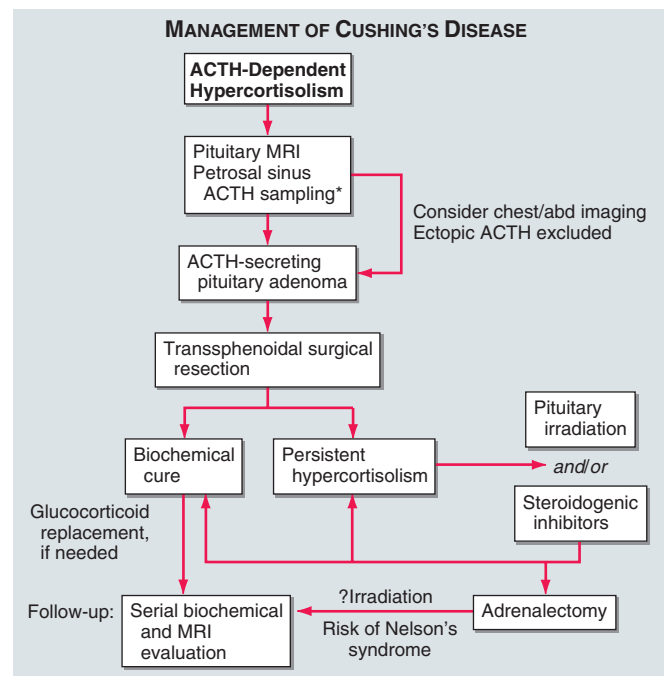 MANAGEMENT OF CUSHING'S DISEASE
ACTH-Dependent
Hypercortisolism
Pituitary MRI
Petrosal sinus
ACTH sampling*
Consider chest/abd imaging
Ectopic ACTH excluded
ACTH-secreting
pituitary adenoma
Transsphenoidal surgical
resection
Biochemical
cure
Persistent
hypercortisolism
Pituitary
irradiation
and/or
Steroidogenic
inhibitors
Glucocorticoid
replacement,
if needed
Follow-up:
Serial biochemical
and MRI
evaluation
?Irradiation
Risk of Nelson's
syndrome
Adrenalectomy